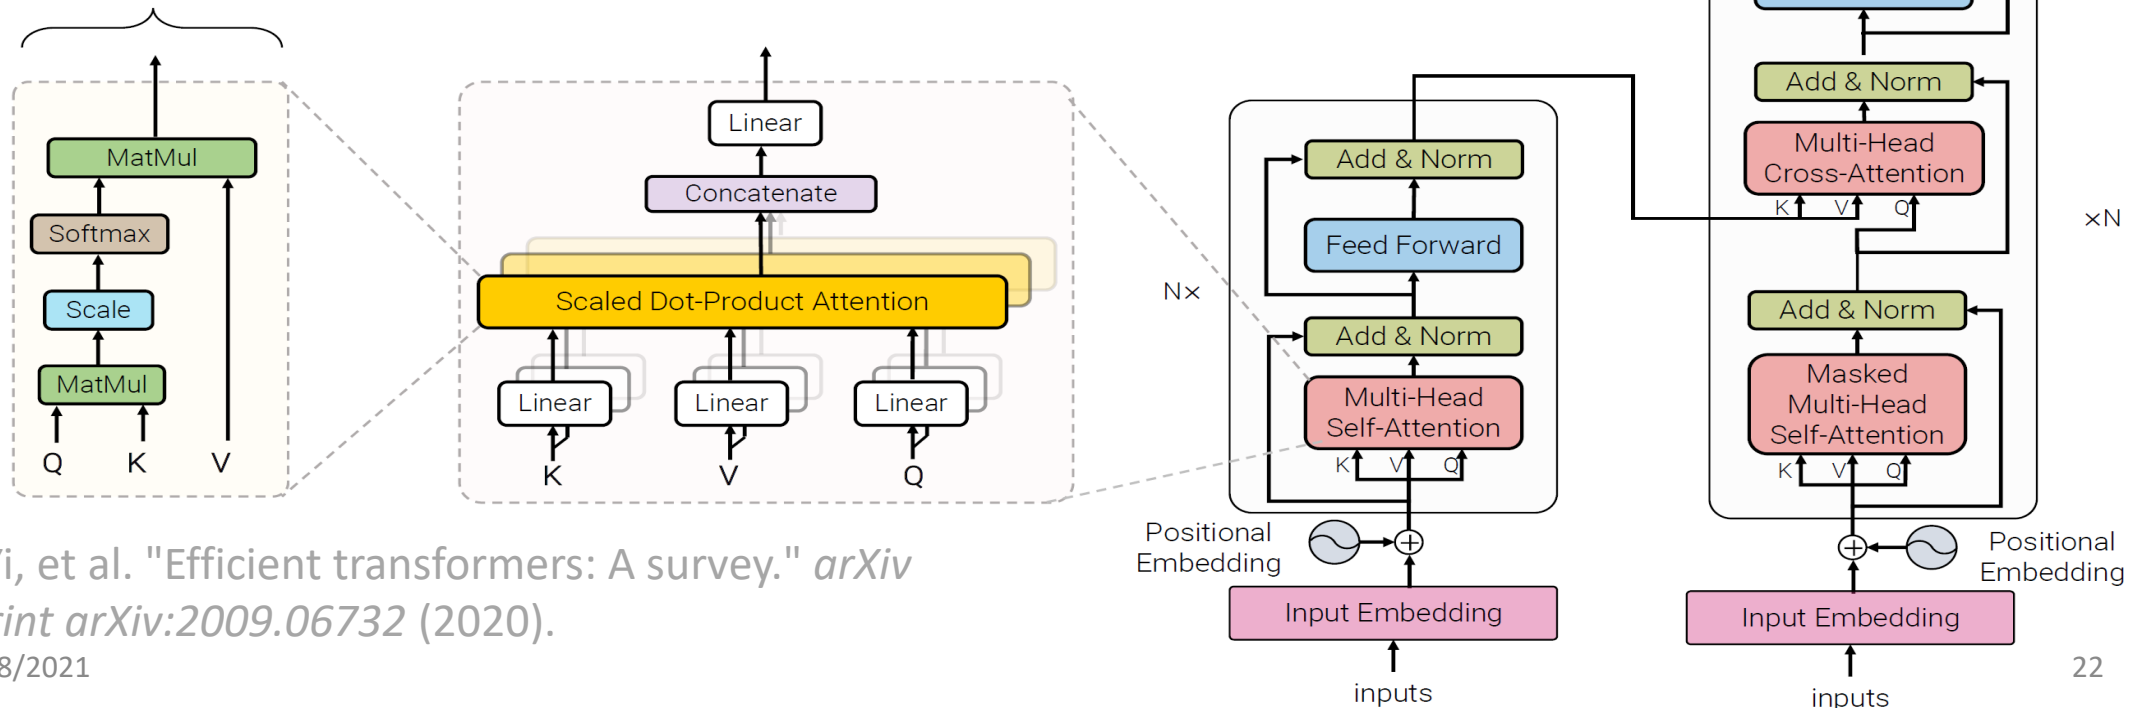 MatMul
Softmax
Scale
MatMul
Q K V
Linear
Concatenate
Scaled Dot-Product Attention
Linear Linear Linear
K V Q
N×
Add & Norm
Feed Forward
Add & Norm
Multi-Head
Self-Attention
K V Q
Positional
Embedding
+
Input Embedding
inputs
Add & Norm
Multi-Head
Cross-Attention
K V Q
×N
Add & Norm
Masked
Multi-Head
Self-Attention
K V Q
+
Positional
Embedding
Input Embedding
inputs
i, et al. "Efficient transformers: A survey." arXiv
int arXiv:2009.06732 (2020).
8/2021
22